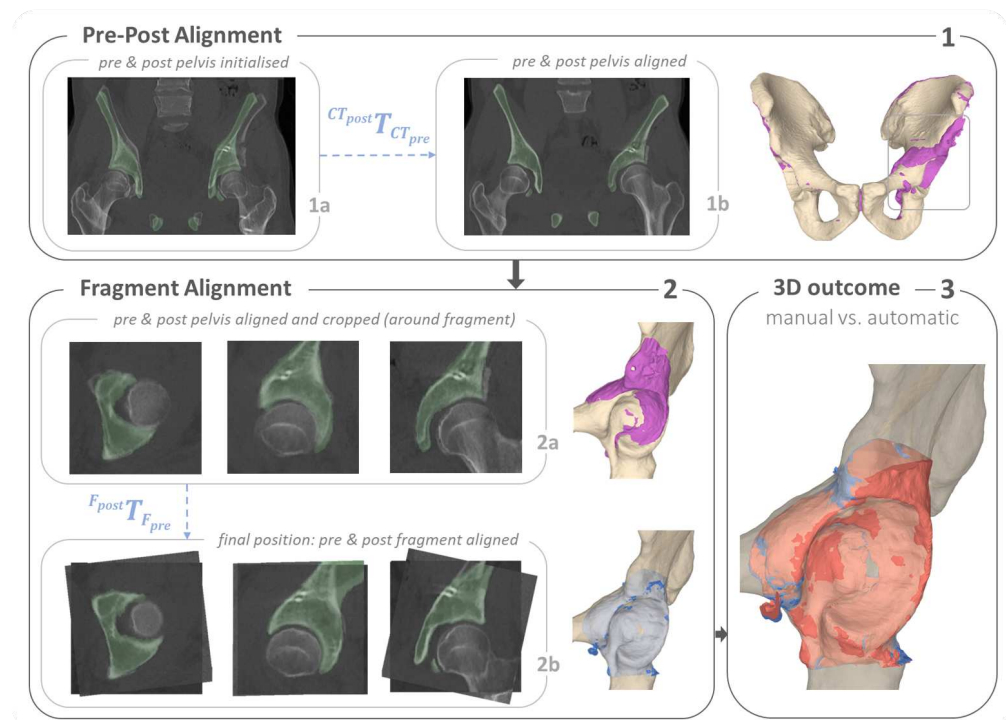 Pre-Post Alignment
1
pre & post pelvis initialised
pre & post pelvis aligned
CTpost T CTpre
1a
1b
Fragment Alignment
2
3D outcome
3
manual vs. automatic
pre & post pelvis aligned and cropped (around fragment)
2a
Fpost T Fpre
final position: pre & post fragment aligned
2b